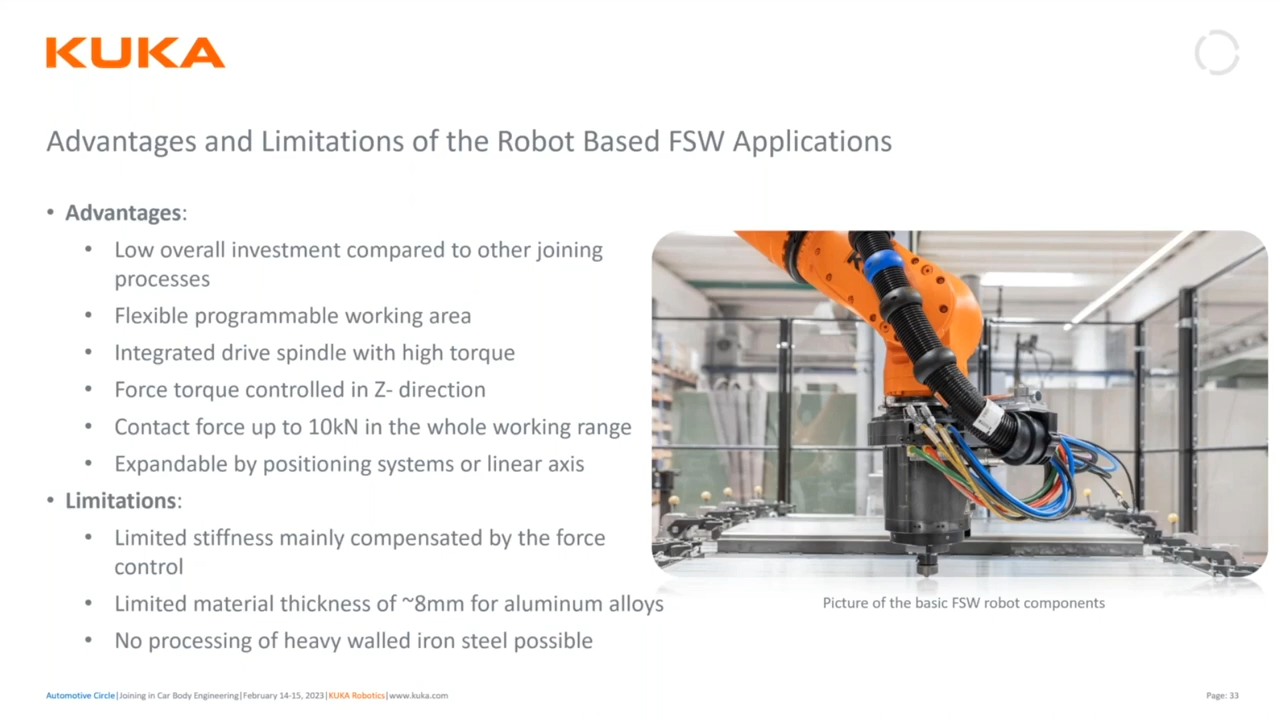 KUKA
Advantages and Limitations of the Robot Based FSW Applications
• Advantages:
• Low overall investment compared to other joining
processes
• Flexible programmable working area
• Integrated drive spindle with high torque
• Force torque controlled in Z- direction
• Contact force up to 10kN in the whole working range
• Expandable by positioning systems or linear axis
• Limitations:
• Limited stiffness mainly compensated by the force
control
• Limited material thickness of ~8mm for aluminum alloys
• No processing of heavy walled iron steel possible
Picture of the basic FSW robot components
Automotive Circle|Joining in Car Body Engineering|February 14-15, 2023|KUKA Robotics|www.kuka.com
Page: 33